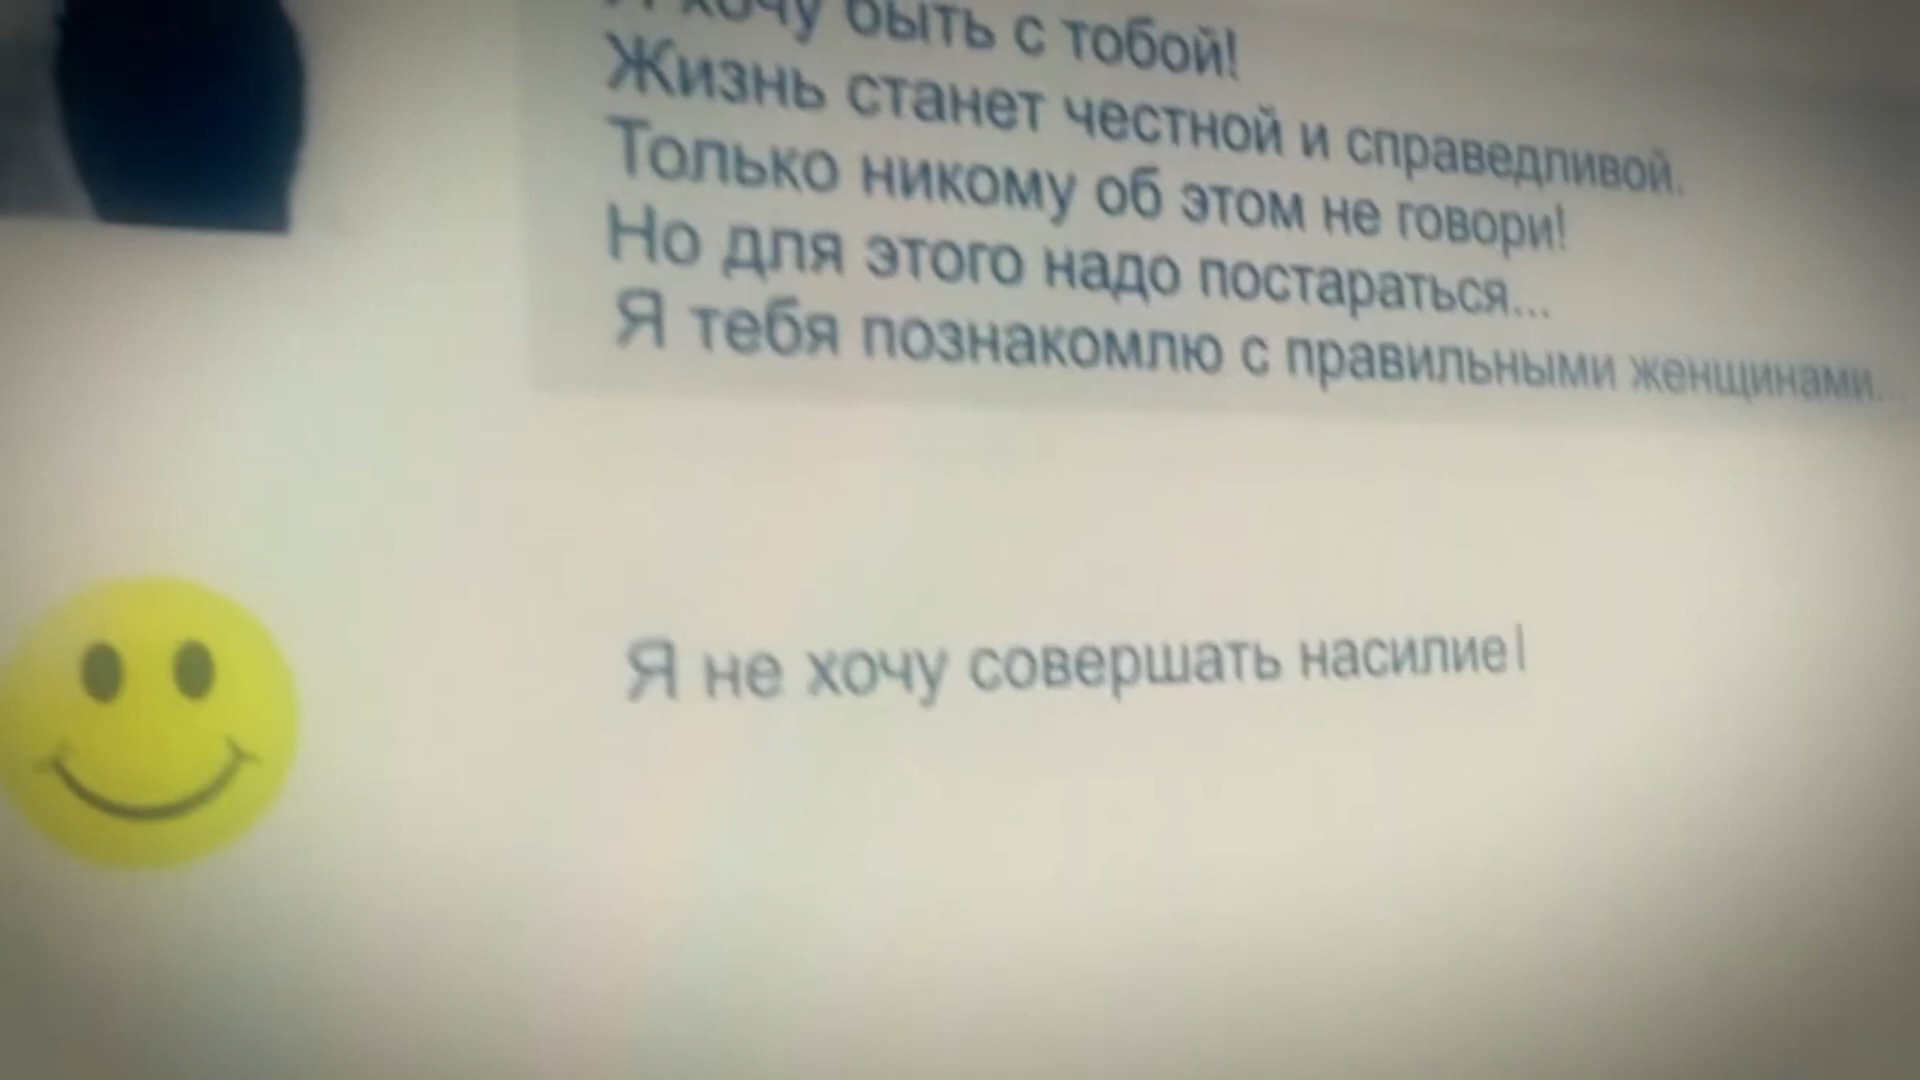 Я хочу быть с тобой!
Жизнь станет честной и справедливой.
Только никому об этом не говори!
Но для этого надо постараться...
Я тебя познакомлю с правильными женщинами...
Я не хочу совершать насилие